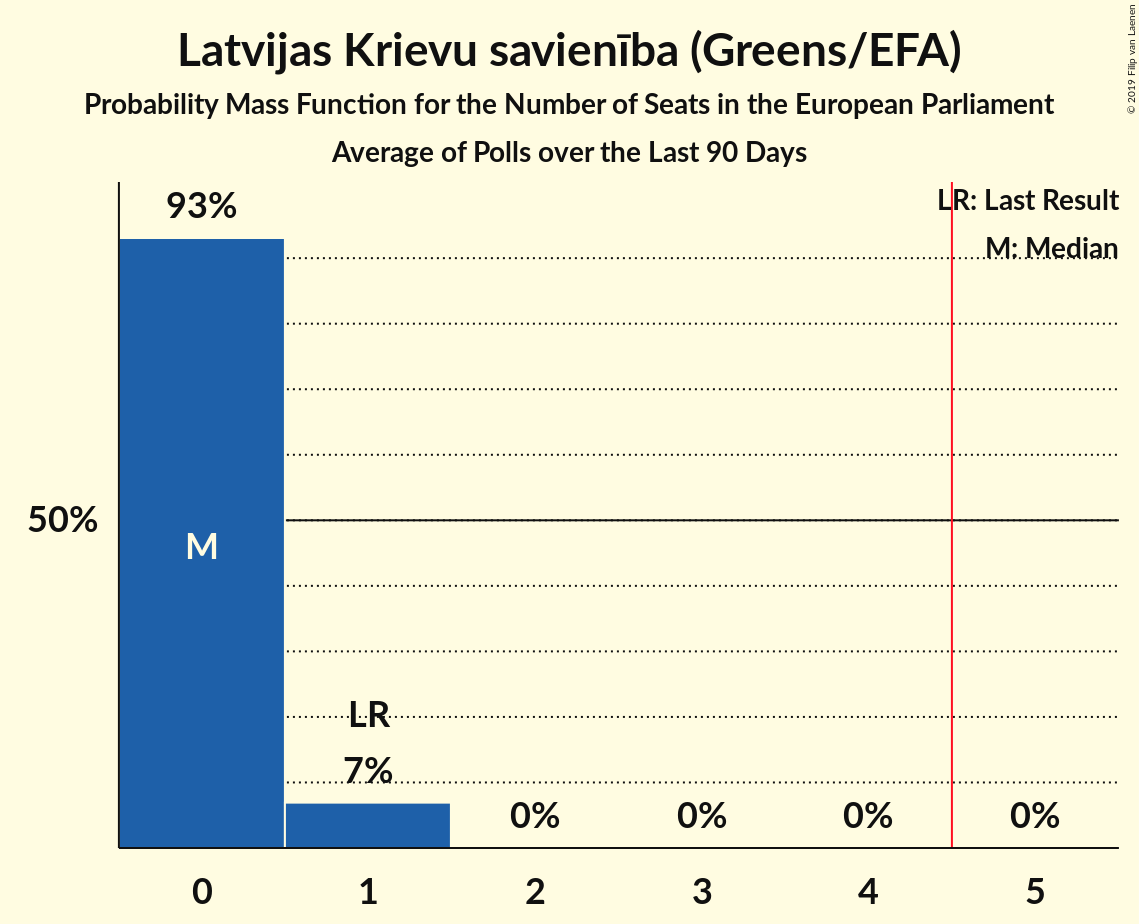 Latvijas Krievu savienība (Greens/EFA)
Probability Mass Function for the Number of Seats in the European Parliament
Average of Polls over the Last 90 Days
© 2019 Filip van Laenen
LR: Last Result
M: Median
93%
50%
M
LR
7%
0%
0%
0%
0%
0
1
2
3
4
5